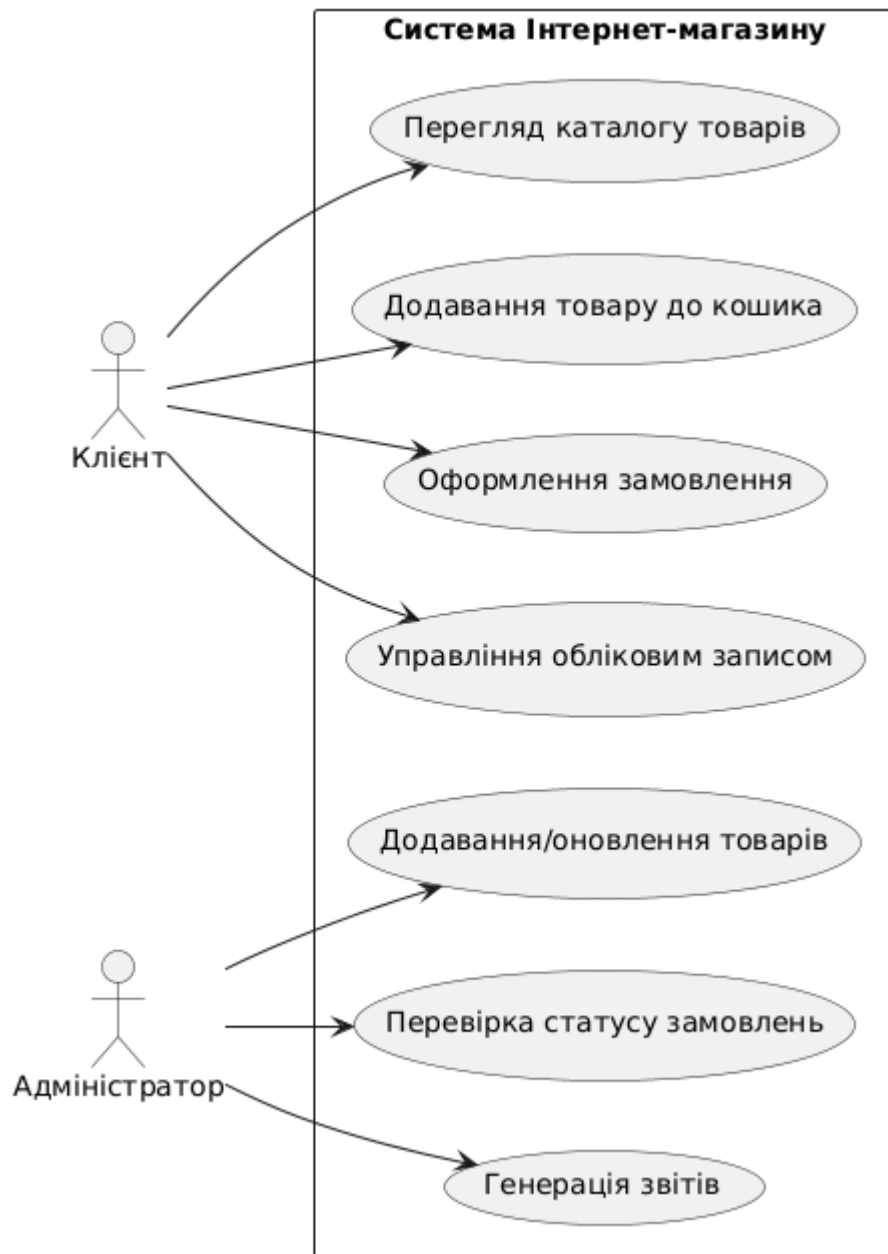 Система Інтернет-магазину
Перегляд каталогу товарів
Додавання товару до кошика
Клієнт
Оформлення замовлення
Управління обліковим записом
Додавання/оновлення товарів
Перевірка статусу замовлень
Адміністратор
Генерація звітів